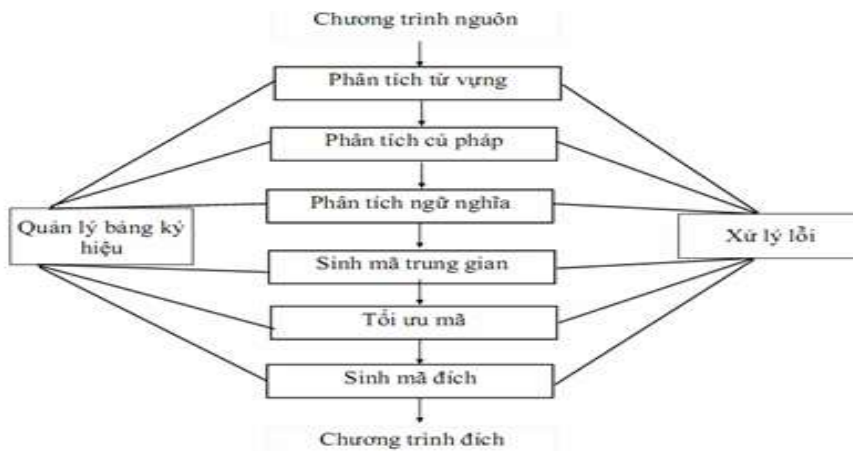 Chương trình nguồn
Phân tích từ vựng
Phân tích cú pháp
Phân tích ngữ nghĩa
Quản lý bảng ký
hiệu
Xử lý lỗi
Sinh mã trung gian
Tối ưu mã
Sinh mã đích
Chương trình đích